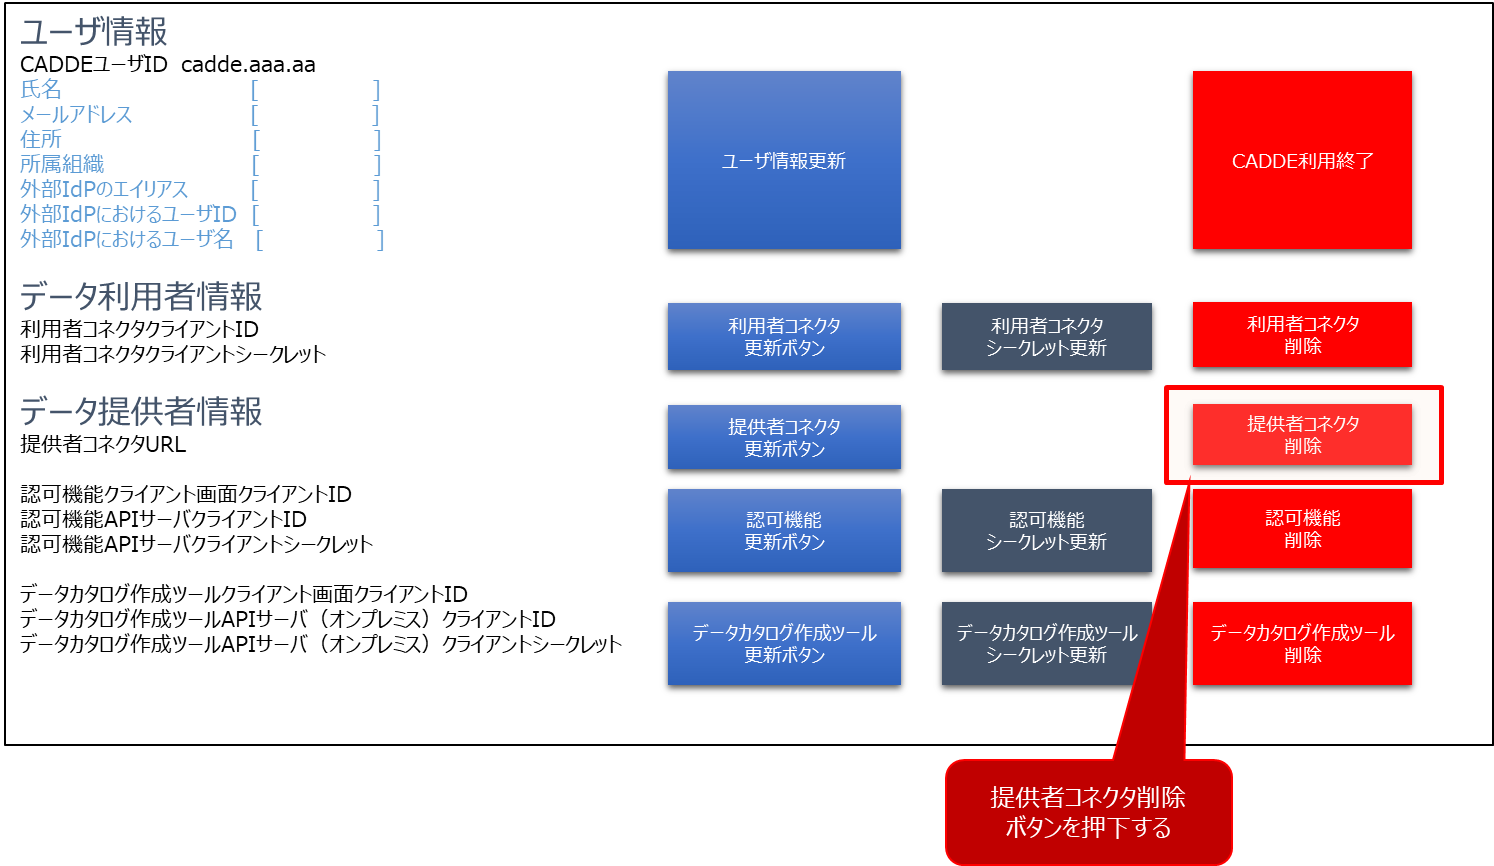 ユーザ情報
CADDEユーザID cadde.aaa.aa
氏名 [ ]
メールアドレス [ ]
住所 [ ]
所属組織 [ ]
外部IdPのエイリアス [ ]
外部IdPにおけるユーザID [ ]
外部IdPにおけるユーザ名 [ ]
ユーザ情報更新
CADDE利用終了
データ利用者情報
利用者コネクタクライアントID
利用者コネクタクライアントシークレット
利用者コネクタ
更新ボタン
利用者コネクタ
シークレット更新
利用者コネクタ
削除
データ提供者情報
提供者コネクタURL
提供者コネクタ
更新ボタン
提供者コネクタ
削除
認可機能クライアント画面クライアントID
認可機能APIサーバクライアントID
認可機能APIサーバクライアントシークレット
認可機能
更新ボタン
認可機能
シークレット更新
認可機能
削除
データカタログ作成ツールクライアント画面クライアントID
データカタログ作成ツールAPIサーバ（オンプレミス）クライアントID
データカタログ作成ツールAPIサーバ（オンプレミス）クライアントシークレット
データカタログ作成ツール
更新ボタン
データカタログ作成ツール
シークレット更新
データカタログ作成ツール
削除
提供者コネクタ削除
ボタンを押下する